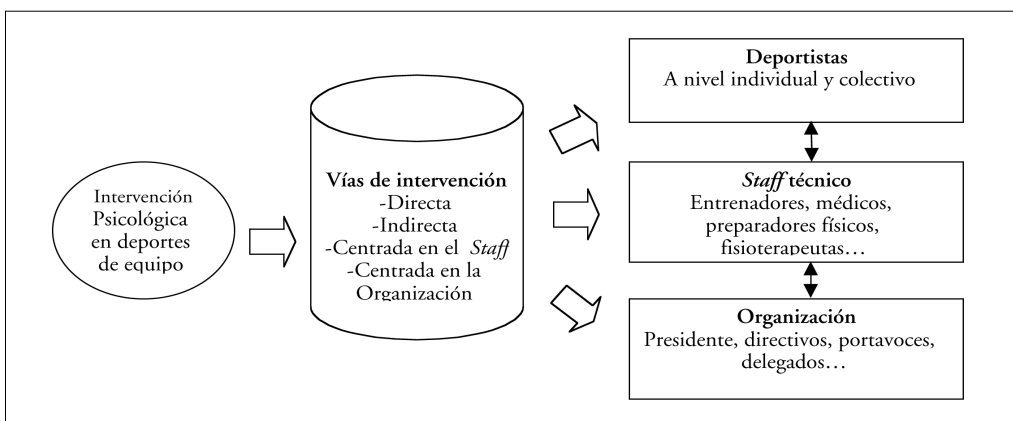 Intervención
Psicológica
en deportes
de equipo
Vías de intervención
-Directa
-Indirecta
-Centrada en el Staff
-Centrada en la
Organización
Deportistas
A nivel individual y colectivo
Staff técnico
Entrenadores, médicos,
preparadores físicos,
fisioterapeutas…
Organización
Presidente, directivos, portavoces,
delegados…